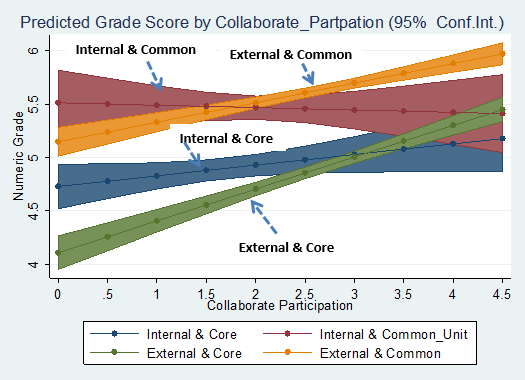 Predicted Grade Score by Collaborate_Partpation (95% Conf.Int.)
Internal & Common
External & Common
Internal & Core
External & Core
Numeric Grade
6
5.5
5
4.5
4
0 .5 1 1.5 2 2.5 3 3.5 4 4.5
Collaborate Participation
Internal & Core Internal & Common_Unit
External & Core External & Common